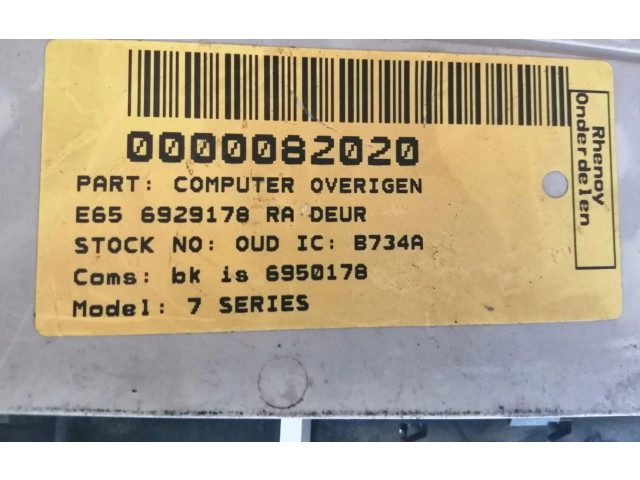 0000082020
PART: COMPUTER OVERIGEN
E65 6929178 RA DEUR
STOCK NO: OUD IC: B734A
Coms: bk is 6950178
Model: 7 SERIES
Rhenoy
Onderdelen